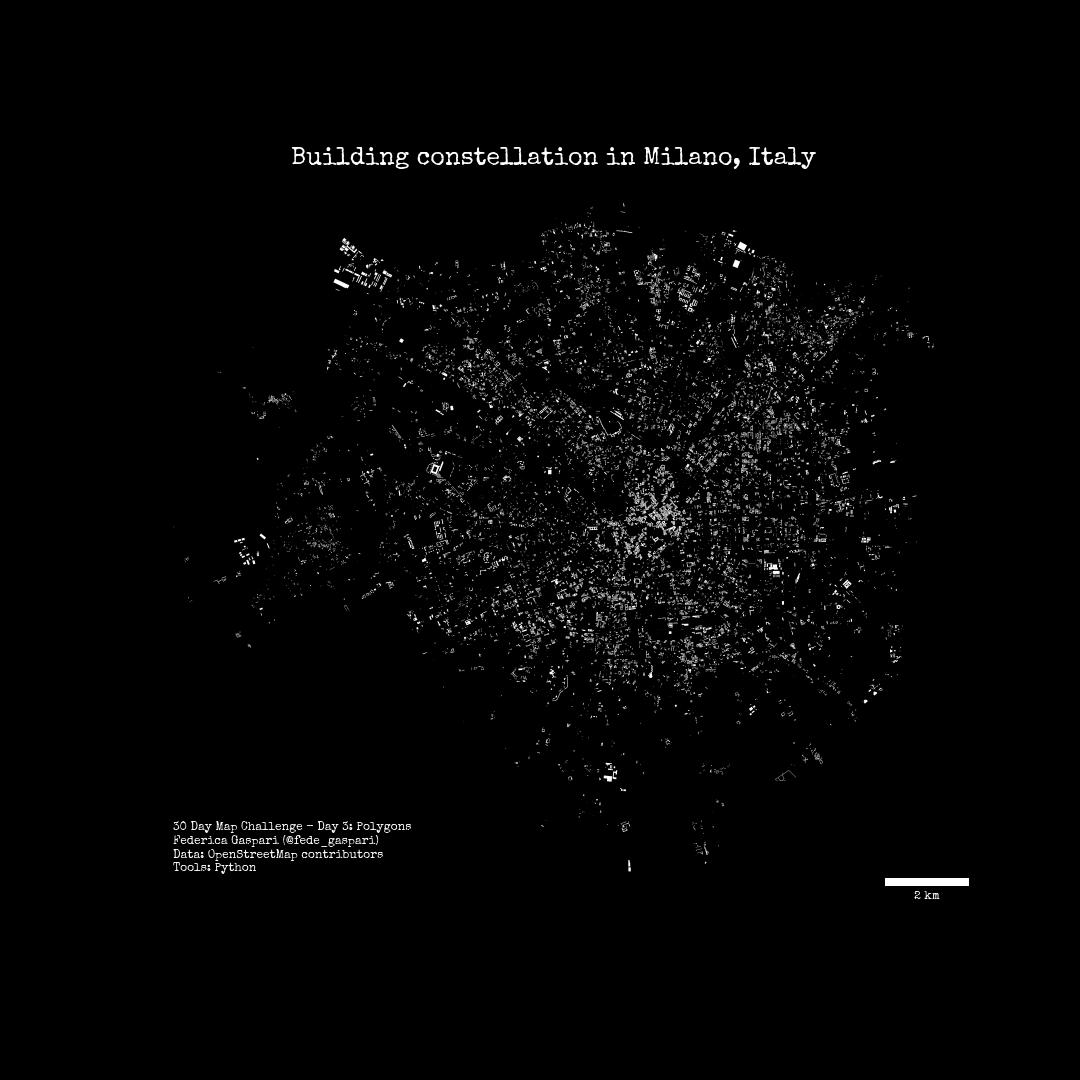 Building constellation in Milano, Italy
30 Day Map Challenge - Day 3: Polygons
Federica Gaspari (@fede_gaspari)
Data: OpenStreetMap contributors
Tools: Python
2 km